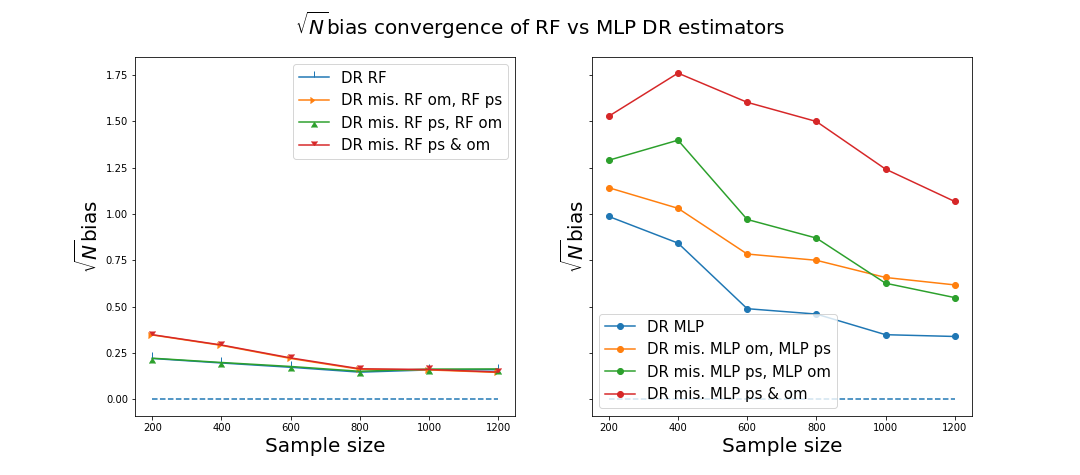 √N bias convergence of RF vs MLP DR estimators
√N bias
1.75
1.50
1.25
1.00
0.75
0.50
0.25
0.00
200 400 600 800 1000 1200
Sample size
DR RF
DR mis. RF om, RF ps
DR mis. RF ps, RF om
DR mis. RF ps & om
√N bias
200 400 600 800 1000 1200
Sample size
DR MLP
DR mis. MLP om, MLP ps
DR mis. MLP ps, MLP om
DR mis. MLP ps & om